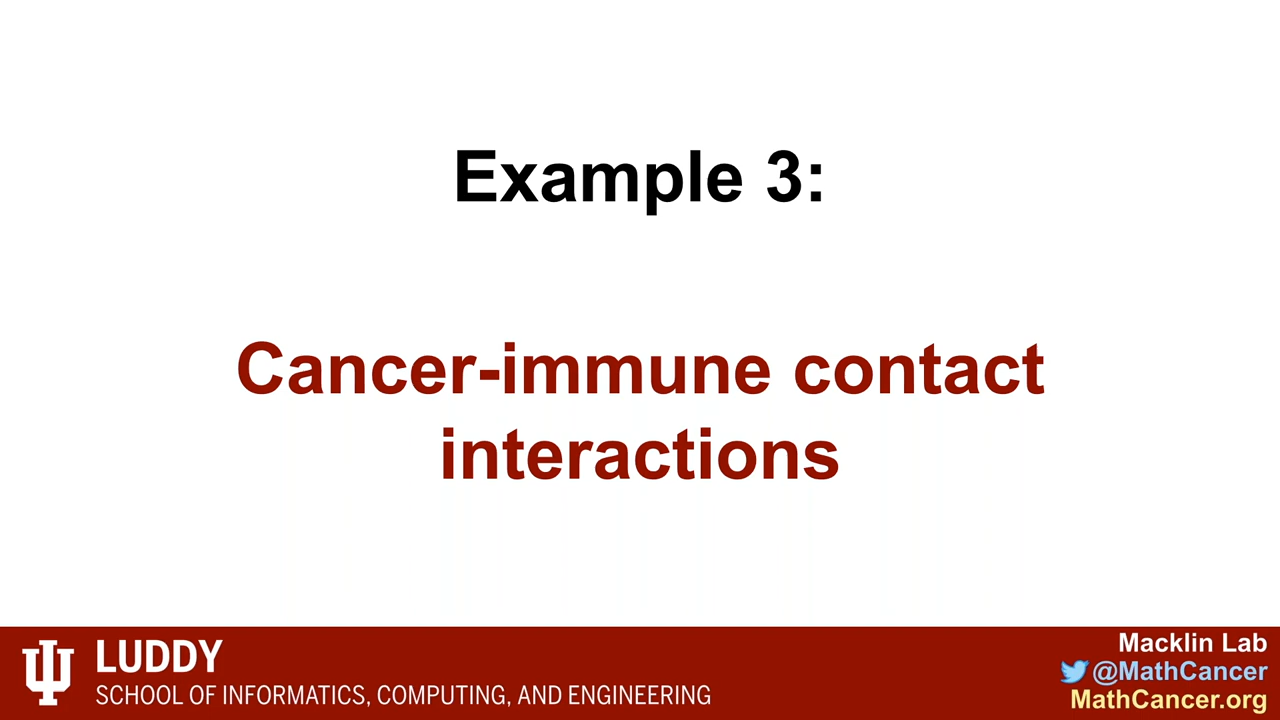 Example 3:
Cancer-immune contact
interactions
LUDDY
SCHOOL OF INFORMATICS, COMPUTING, AND ENGINEERING
Macklin Lab
@MathCancer
MathCancer.org